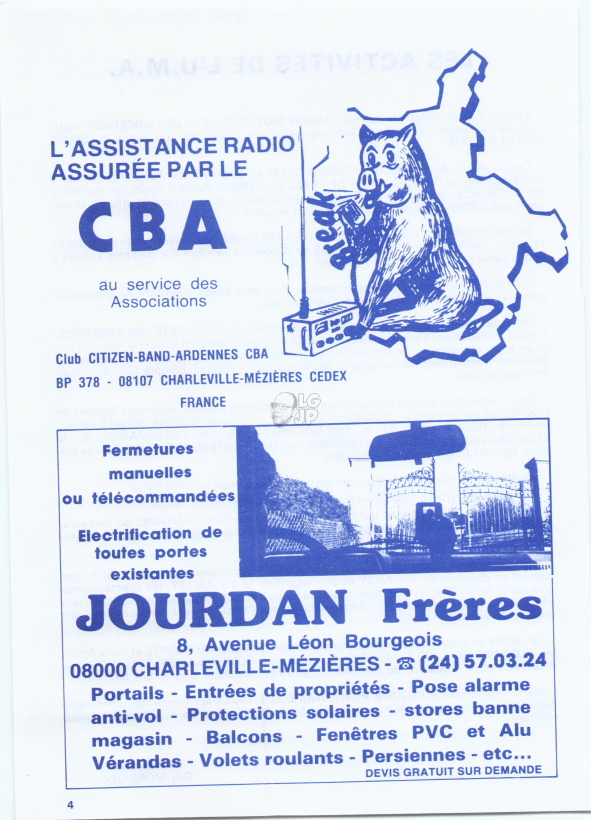 L'ASSISTANCE RADIO
ASSURÉE PAR LE
CBA
au service des
Associations
Break
Club CITIZEN-BAND-ARDENNES CBA
BP 378 - 08107 CHARLEVILLE-MÉZIÈRES CEDEX
FRANCE
LG
JP
Fermetures
manuelles
ou télécommandées
Electrification de
toutes portes
existantes
JOURDAN Frères
8, Avenue Léon Bourgeois
08000 CHARLEVILLE-MÉZIÈRES - ☎ (24) 57.03.24
Portails - Entrées de propriétés - Pose alarme
anti-vol - Protections solaires - stores banne
magasin - Balcons - Fenêtres PVC et Alu
Vérandas - Volets roulants - Persiennes - etc...
DEVIS GRATUIT SUR DEMANDE
4